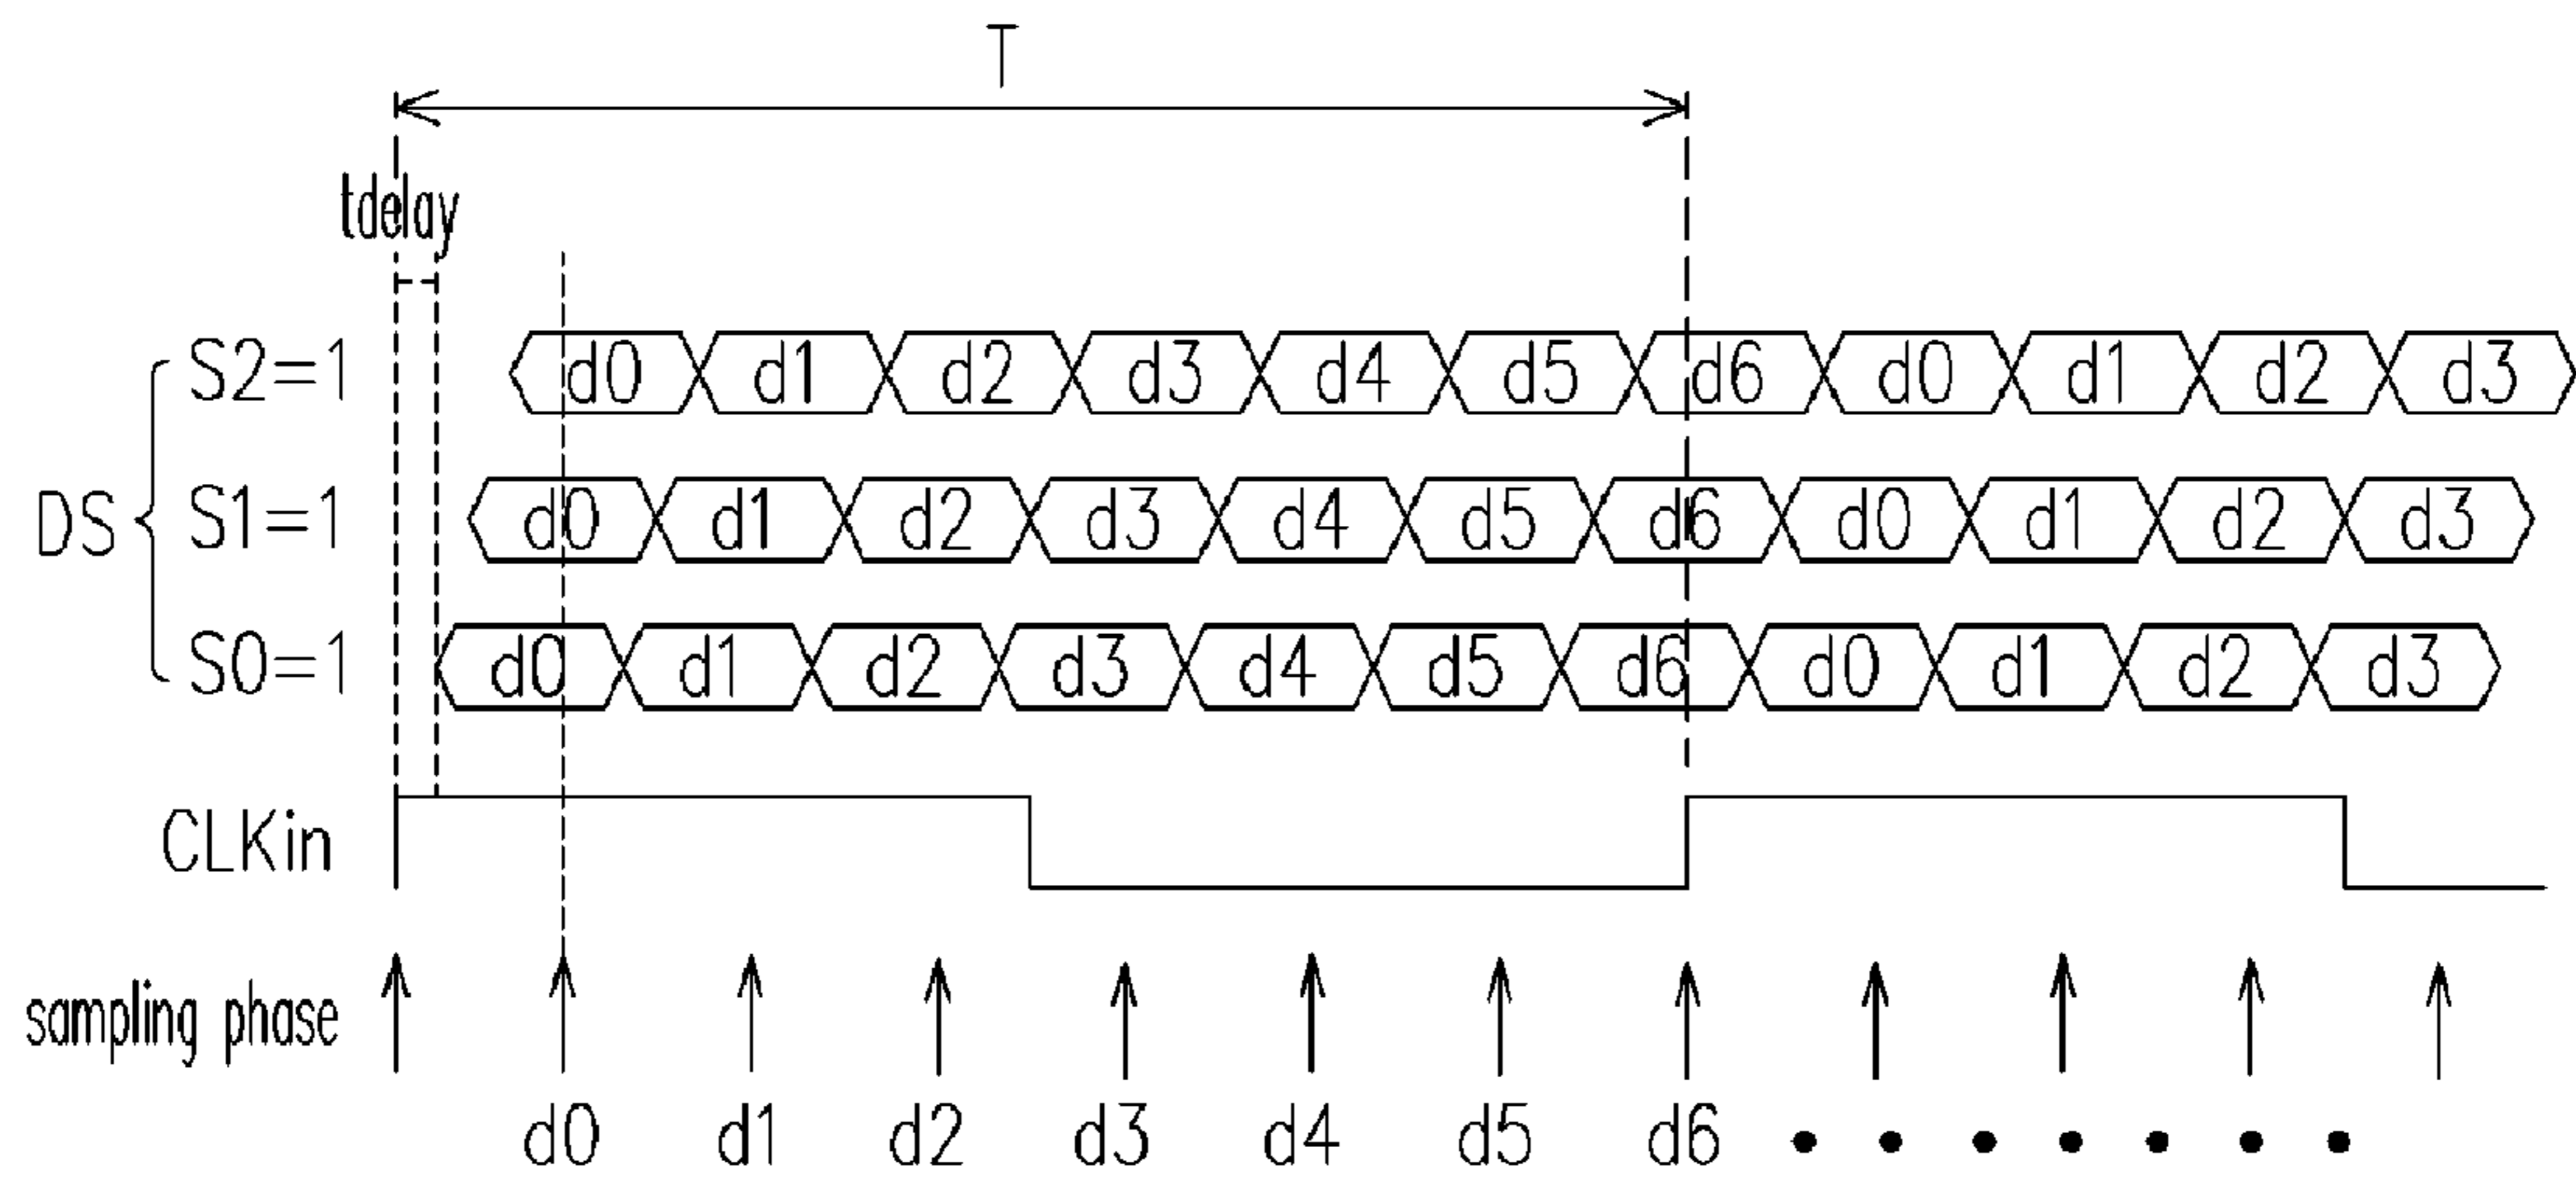 T
tdelay
S2=1 d0 d1 d2 d3 d4 d5 d6 d0 d1 d2 d3
DS S1=1 d0 d1 d2 d3 d4 d5 d6 d0 d1 d2 d3
S0=1 d0 d1 d2 d3 d4 d5 d6 d0 d1 d2 d3
CLKin
sampling phase
d0 d1 d2 d3 d4 d5 d6 • • • • • • •